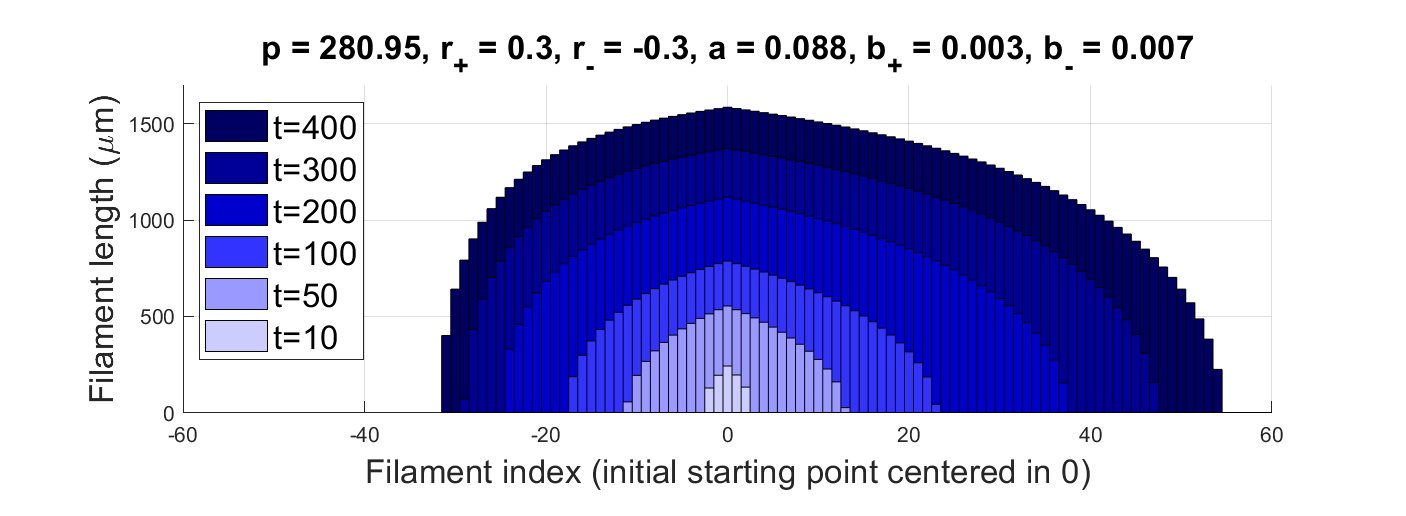 p = 280.95, r₊ = 0.3, r₋ = -0.3, a = 0.088, b₊ = 0.003, b₋ = 0.007
Filament length (μm)
1500
1000
500
0
t=400
t=300
t=200
t=100
t=50
t=10
-60 -40 -20 0 20 40 60
Filament index (initial starting point centered in 0)